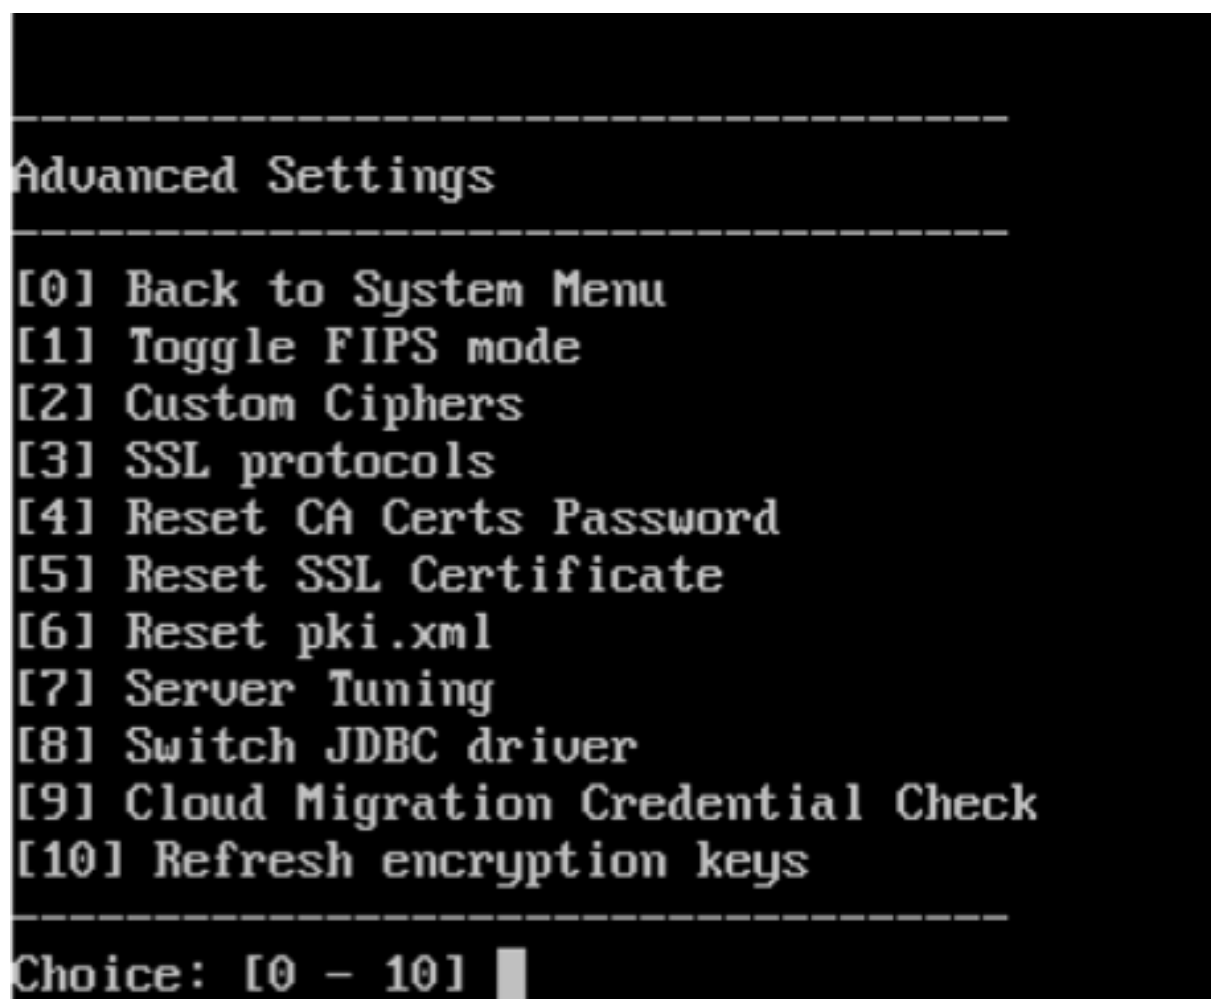 -----------------------------------
Advanced Settings
-----------------------------------
[0] Back to System Menu
[1] Toggle FIPS mode
[2] Custom Ciphers
[3] SSL protocols
[4] Reset CA Certs Password
[5] Reset SSL Certificate
[6] Reset pki.xml
[7] Server Tuning
[8] Switch JDBC driver
[9] Cloud Migration Credential Check
[10] Refresh encryption keys
-----------------------------------
Choice: [0 - 10]